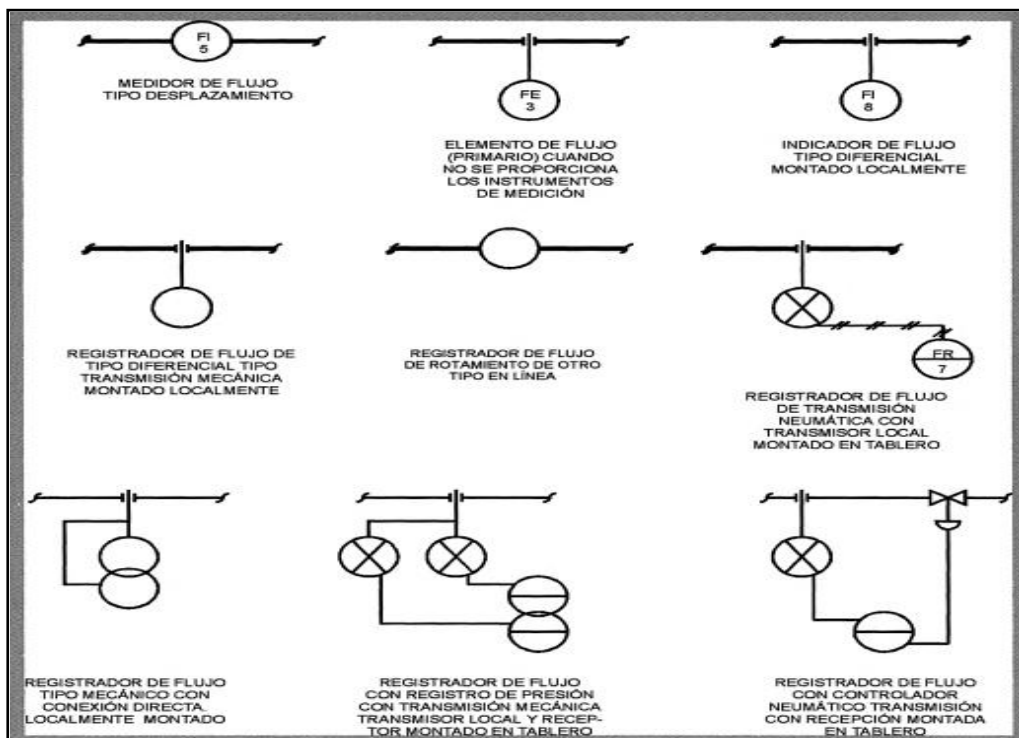 FI
5
MEDIDOR DE FLUJO
TIPO DESPLAZAMIENTO
FE
3
ELEMENTO DE FLUJO
(PRIMARIO) CUANDO
NO SE PROPORCIONA
LOS INSTRUMENTOS
DE MEDICIÓN
FI
8
INDICADOR DE FLUJO
TIPO DIFERENCIAL
MONTADO LOCALMENTE
REGISTRADOR DE FLUJO DE
TIPO DIFERENCIAL TIPO
TRANSMISIÓN MECÁNICA
MONTADO LOCALMENTE
REGISTRADOR DE FLUJO
DE ROTAMIENTO DE OTRO
TIPO EN LÍNEA
FR
7
REGISTRADOR DE FLUJO
DE TRANSMISIÓN
NEUMÁTICA CON
TRANSMISOR LOCAL
MONTADO EN TABLERO
REGISTRADOR DE FLUJO
TIPO MECÁNICO CON
CONEXIÓN DIRECTA.
LOCALMENTE MONTADO
REGISTRADOR DE FLUJO
CON REGISTRO DE PRESIÓN
CON TRANSMISIÓN MECÁNICA
TRANSMISOR LOCAL Y RECEP-
TOR MONTADO EN TABLERO
REGISTRADOR DE FLUJO
CON CONTROLADOR
NEUMÁTICO TRANSMISIÓN
CON RECEPCIÓN MONTADA
EN TABLERO